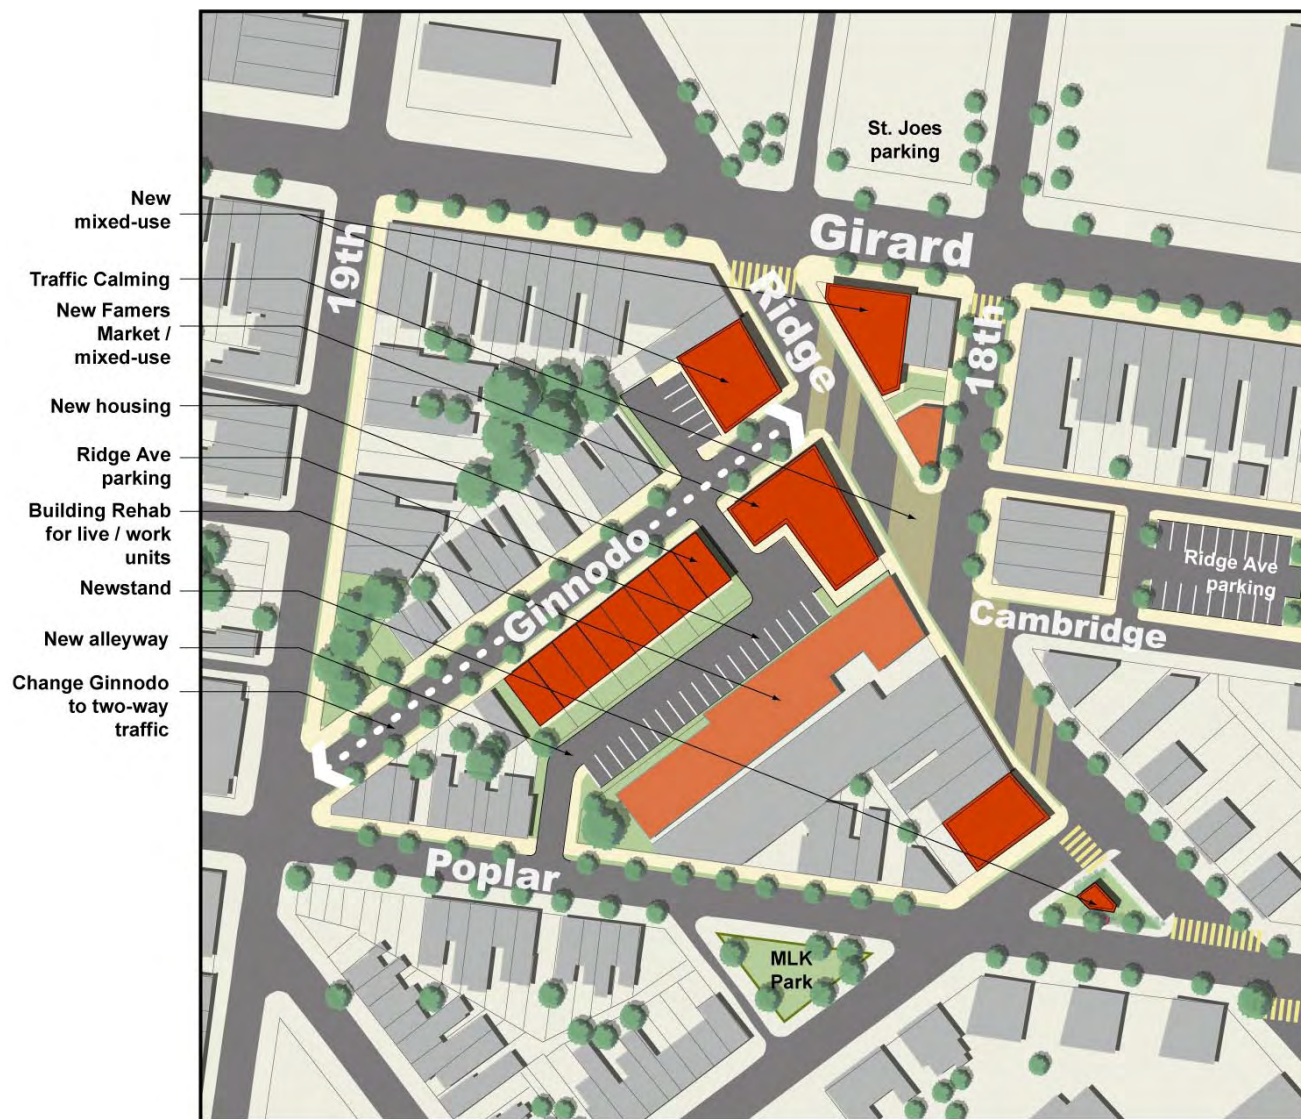 New
mixed-use
Traffic Calming
New Famers
Market /
mixed-use
New housing
Ridge Ave
parking
Building Rehab
for live / work
units
Newstand
New alleyway
Change Ginnodo
to two-way
traffic
St. Joes
parking
Girard
19th
Ridge
18th
Ginnodo
Ridge Ave
parking
Cambridge
Poplar
MLK
Park